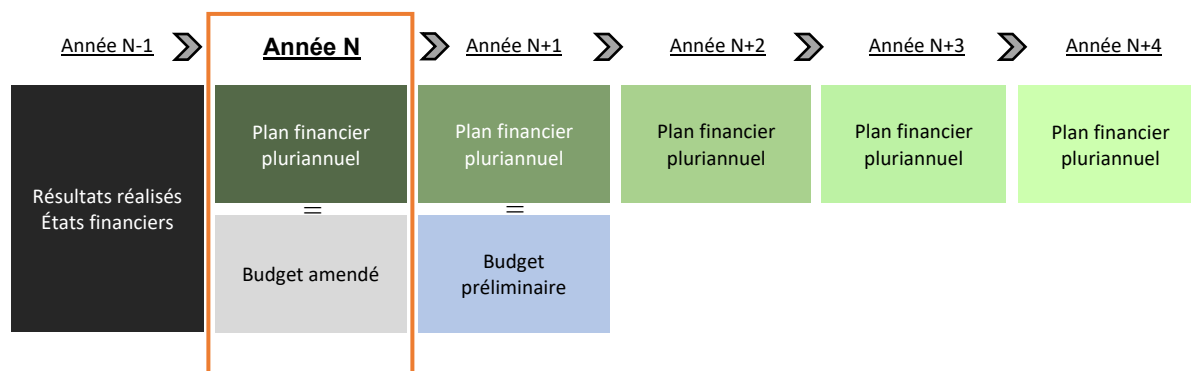 Année N-1
Année N
Année N+1
Année N+2
Année N+3
Année N+4
Résultats réalisés
États financiers
Plan financier
pluriannuel
=
Budget amendé
Plan financier
pluriannuel
=
Budget
préliminaire
Plan financier
pluriannuel
Plan financier
pluriannuel
Plan financier
pluriannuel